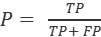 P = TP / TP + FP